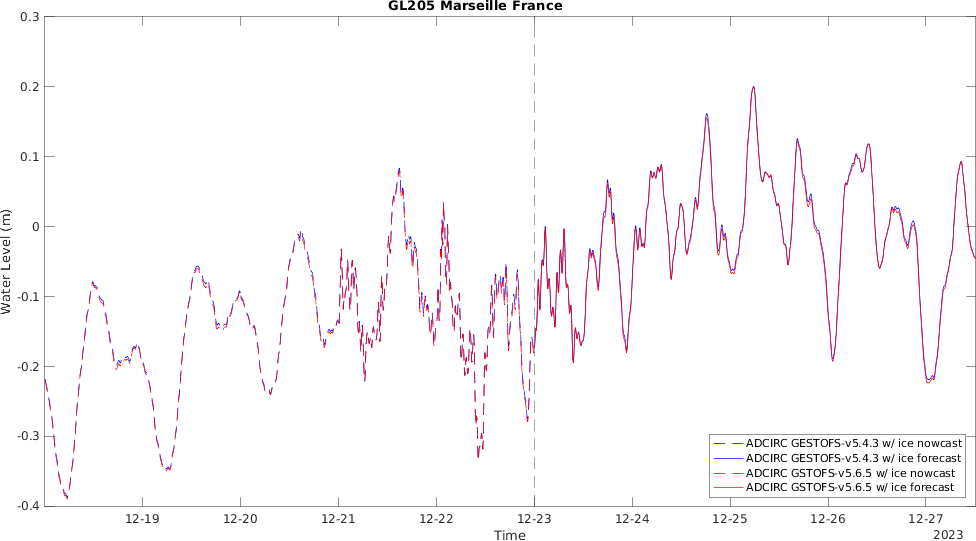 GL205 Marseille France
0.3
0.2
0.1
0
-0.1
-0.2
-0.3
-0.4
Water Level (m)
ADCIRC GESTOFS-v5.4.3 w/ ice nowcast
ADCIRC GESTOFS-v5.4.3 w/ ice forecast
ADCIRC GSTOFS-v5.6.5 w/ ice nowcast
ADCIRC GSTOFS-v5.6.5 w/ ice forecast
12-19 12-20 12-21 12-22 12-23 12-24 12-25 12-26 12-27
Time 2023